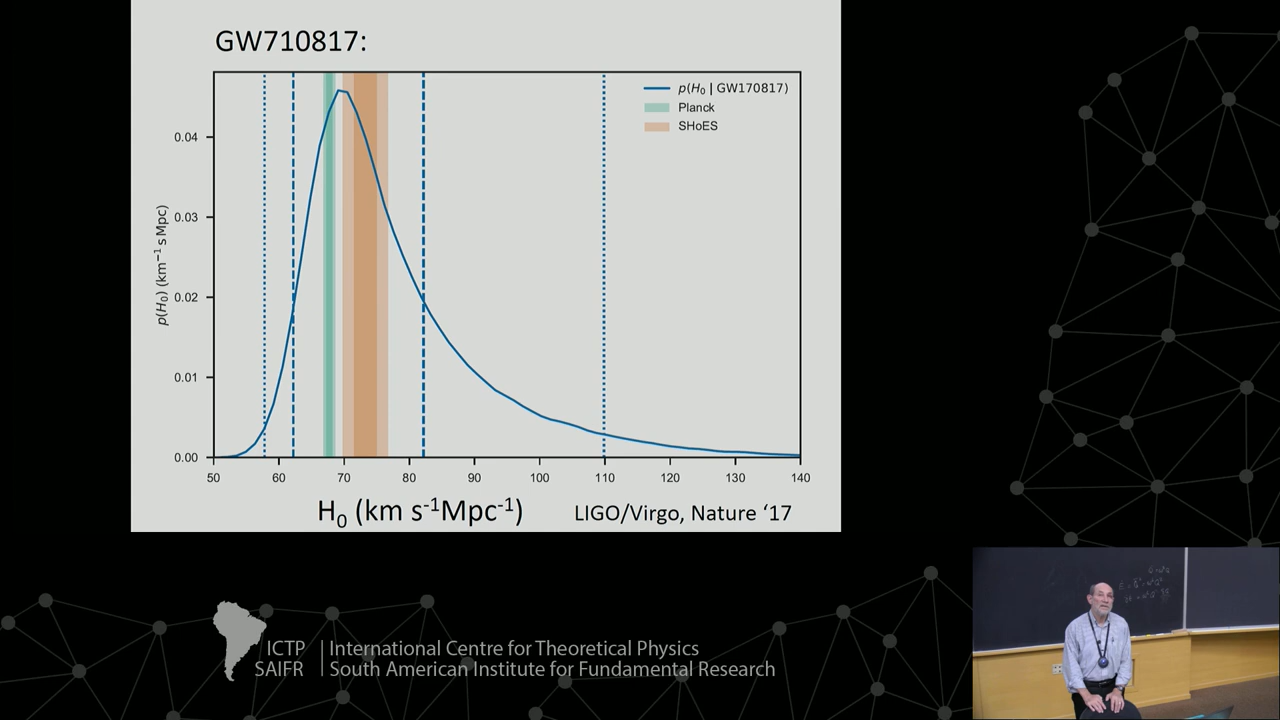 GW710817:
p(H₀ | GW170817)
Planck
SHoES
p(H₀) (km⁻¹ s Mpc)
0.04
0.03
0.02
0.01
0.00
50 60 70 80 90 100 110 120 130 140
H₀ (km s⁻¹Mpc⁻¹)
LIGO/Virgo, Nature ‘17
ICTP
SAIFR
International Centre for Theoretical Physics
South American Institute for Fundamental Research